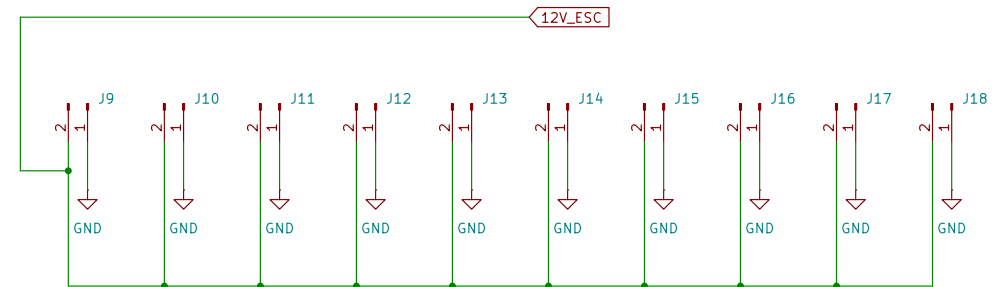 12V_ESC
J9 J10 J11 J12 J13 J14 J15 J16 J17 J18
2 1 2 1 2 1 2 1 2 1 2 1 2 1 2 1 2 1 2 1
GND GND GND GND GND GND GND GND GND GND